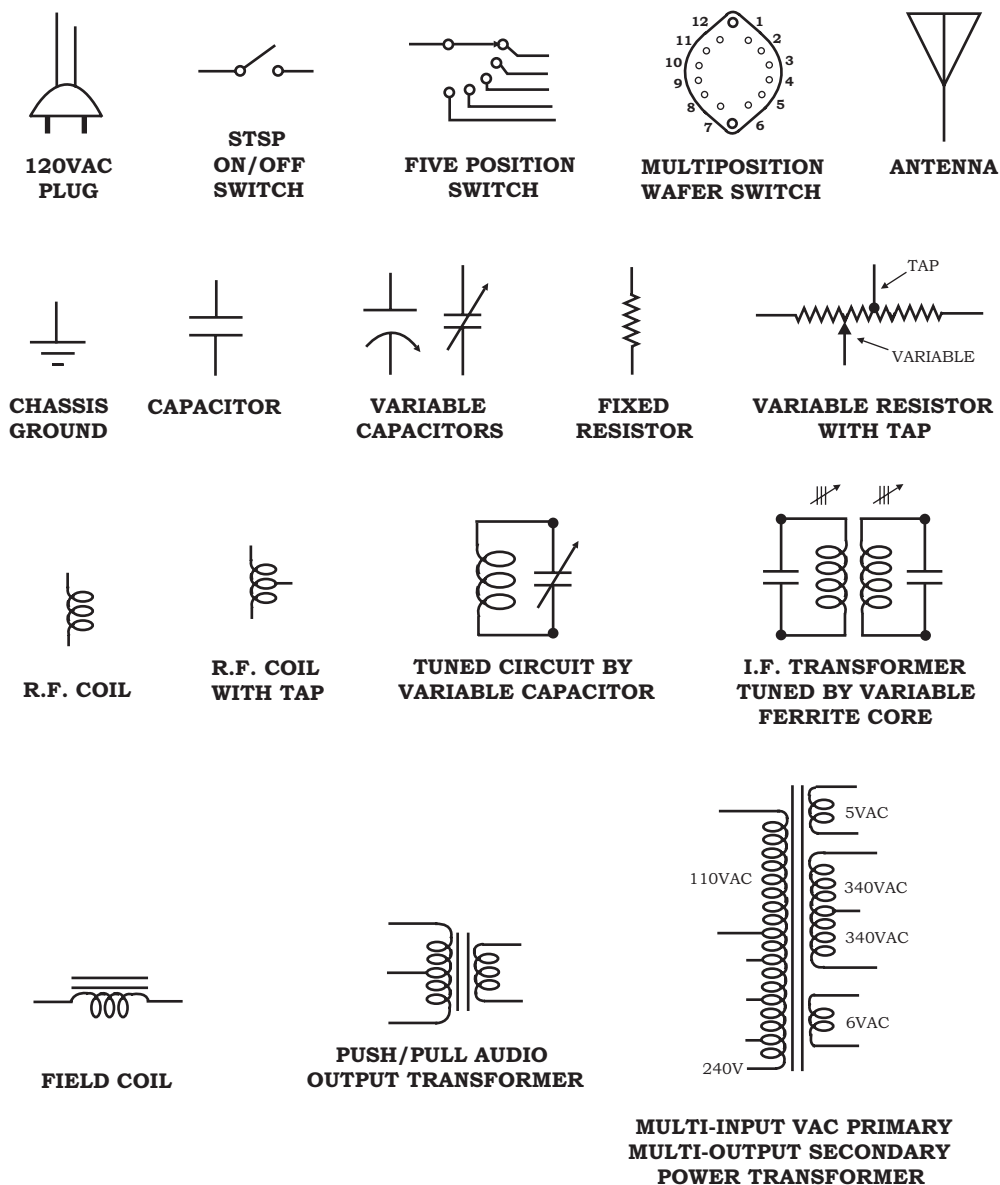 12
1
11
2
10
3
9
4
8
5
7
6
120VAC
PLUG
STSP
ON/OFF
SWITCH
FIVE POSITION
SWITCH
MULTIPOSITION
WAFER SWITCH
ANTENNA
TAP
VARIABLE
CHASSIS
GROUND
CAPACITOR
VARIABLE
CAPACITORS
FIXED
RESISTOR
VARIABLE RESISTOR
WITH TAP
R.F. COIL
R.F. COIL
WITH TAP
TUNED CIRCUIT BY
VARIABLE CAPACITOR
I.F. TRANSFORMER
TUNED BY VARIABLE
FERRITE CORE
FIELD COIL
PUSH/PULL AUDIO
OUTPUT TRANSFORMER
5VAC
110VAC
340VAC
340VAC
6VAC
240V
MULTI-INPUT VAC PRIMARY
MULTI-OUTPUT SECONDARY
POWER TRANSFORMER